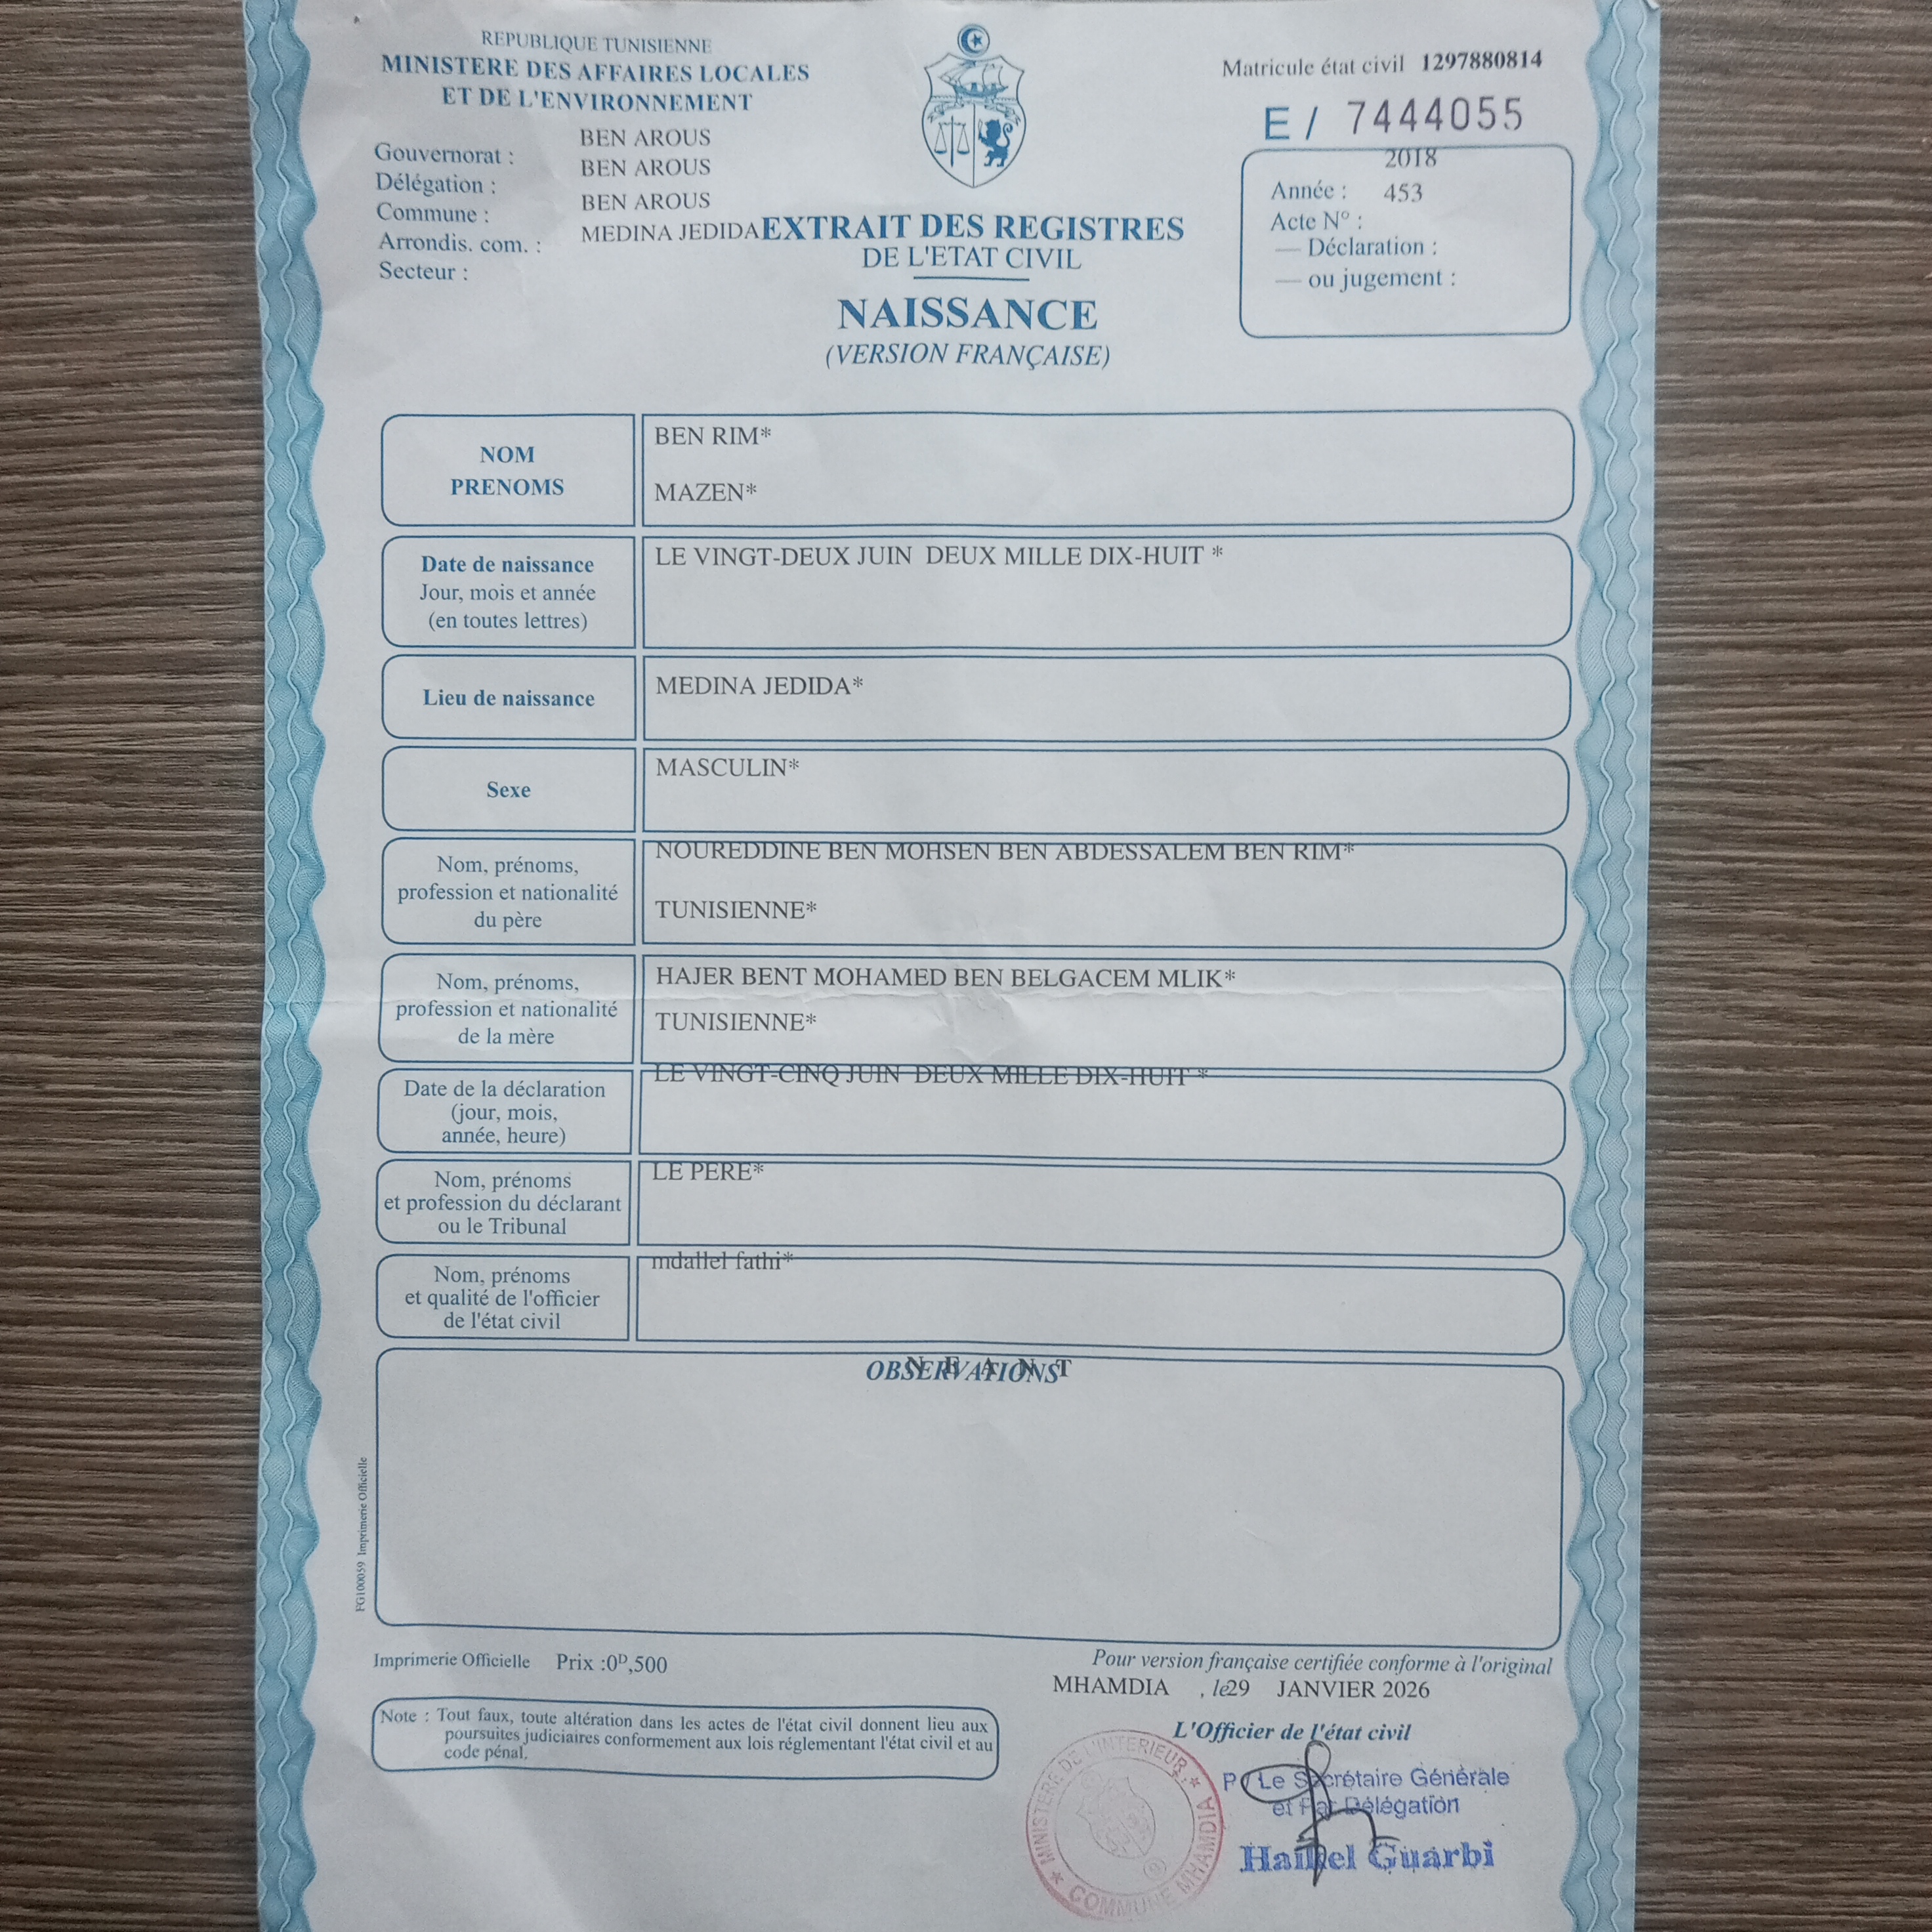 REPUBLIQUE TUNISIENNE
MINISTERE DES AFFAIRES LOCALES
ET DE L'ENVIRONNEMENT
Matricule état civil 1297880814
E / 7444055
Gouvernorat : BEN AROUS
Délégation : BEN AROUS
Commune : BEN AROUS
Arrondis. com. : MEDINA JEDIDA
Secteur :
2018
Année : 453
Acte N° :
— Déclaration :
— ou jugement :
EXTRAIT DES REGISTRES
DE L'ETAT CIVIL
NAISSANCE
(VERSION FRANÇAISE)
NOM
PRENOMS
BEN RIM*
MAZEN*
Date de naissance
Jour, mois et année
(en toutes lettres)
LE VINGT-DEUX JUIN DEUX MILLE DIX-HUIT *
Lieu de naissance
MEDINA JEDIDA*
Sexe
MASCULIN*
Nom, prénoms,
profession et nationalité
du père
NOUREDDINE BEN MOHSEN BEN ABDESSALEM BEN RIM*
TUNISIENNE*
Nom, prénoms,
profession et nationalité
de la mère
HAJER BENT MOHAMED BEN BELGACEM MLIK*
TUNISIENNE*
Date de la déclaration
(jour, mois,
année, heure)
LE VINGT-CINQ JUIN DEUX MILLE DIX-HUIT *
Nom, prénoms
et profession du déclarant
ou le Tribunal
LE PERE*
Nom, prénoms
et qualité de l'officier
de l'état civil
mdallel fathi*
OBSERVATIONS
N E A N T
FG100059 Imprimerie Officielle
Imprimerie Officielle Prix :0ᴰ,500
Pour version française certifiée conforme à l'original
MHAMDIA , le 29 JANVIER 2026
L'Officier de l'état civil
Note : Tout faux, toute altération dans les actes de l'état civil donnent lieu aux
poursuites judiciaires conformement aux lois réglementant l'état civil et au
code pénal.
P/ Le Secrétaire Générale
et Par Délégation
Haikel Guarbi
* MINISTERE DE L'INTERIEUR *
COMMUNE MHAMDIA